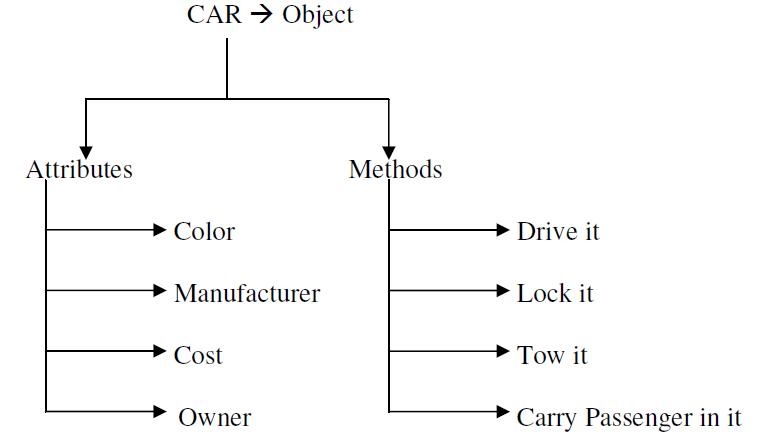 CAR → Object
Attributes
Methods
Color
Drive it
Manufacturer
Lock it
Cost
Tow it
Owner
Carry Passenger in it